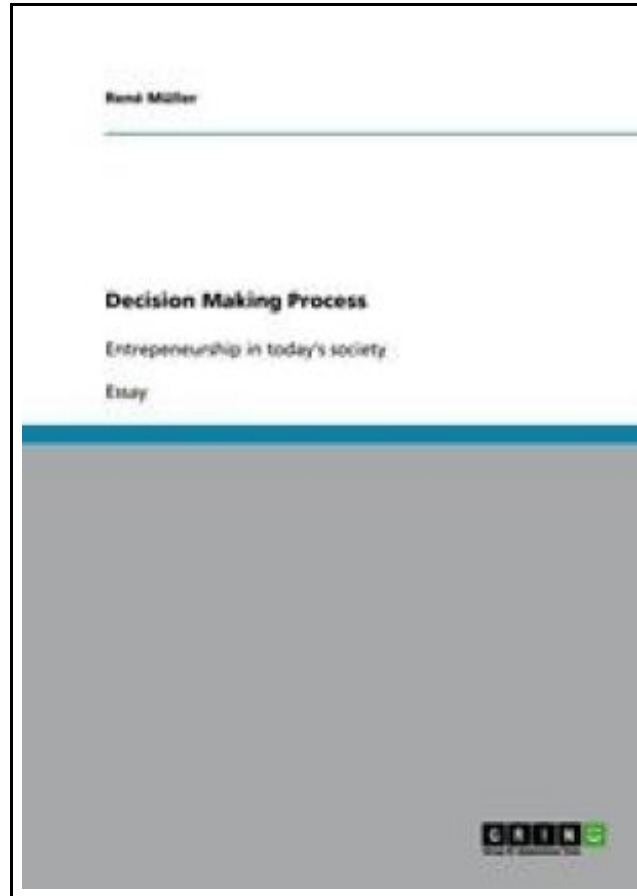 René Müller
Decision Making Process
Entrepeneurship in today's society
Essay
GRIN